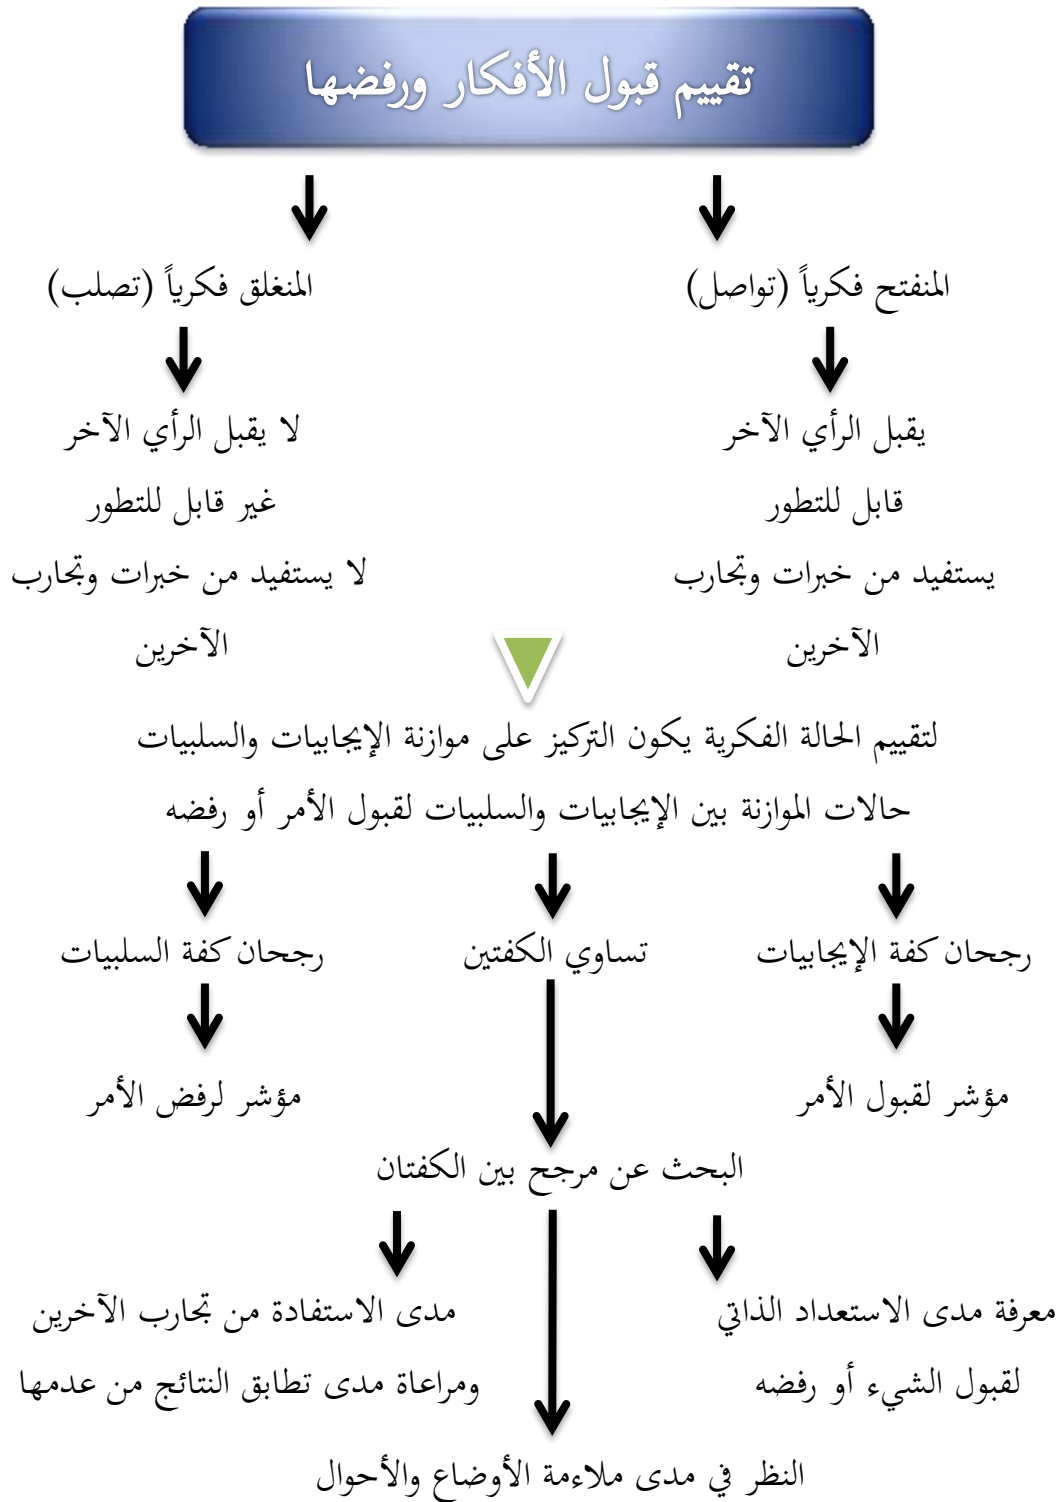 تقييم قبول الأفكار ورفضها
المنفتح فكرياً (تواصل)
المنغلق فكرياً (تصلب)
يقبل الرأي الآخر
لا يقبل الرأي الآخر
قابل للتطور
غير قابل للتطور
يستفيد من خبرات وتجارب
لا يستفيد من خبرات وتجارب
الآخرين
الآخرين
لتقييم الحالة الفكرية يكون التركيز على موازنة الإيجابيات والسلبيات
حالات الموازنة بين الإيجابيات والسلبيات لقبول الأمر أو رفضه
رجحان كفة الإيجابيات
تساوي الكفتين
رجحان كفة السلبيات
مؤشر لقبول الأمر
مؤشر لرفض الأمر
البحث عن مرجح بين الكفتان
معرفة مدى الاستعداد الذاتي
مدى الاستفادة من تجارب الآخرين
لقبول الشيء أو رفضه
ومراعاة مدى تطابق النتائج من عدمها
النظر في مدى ملاءمة الأوضاع والأحوال